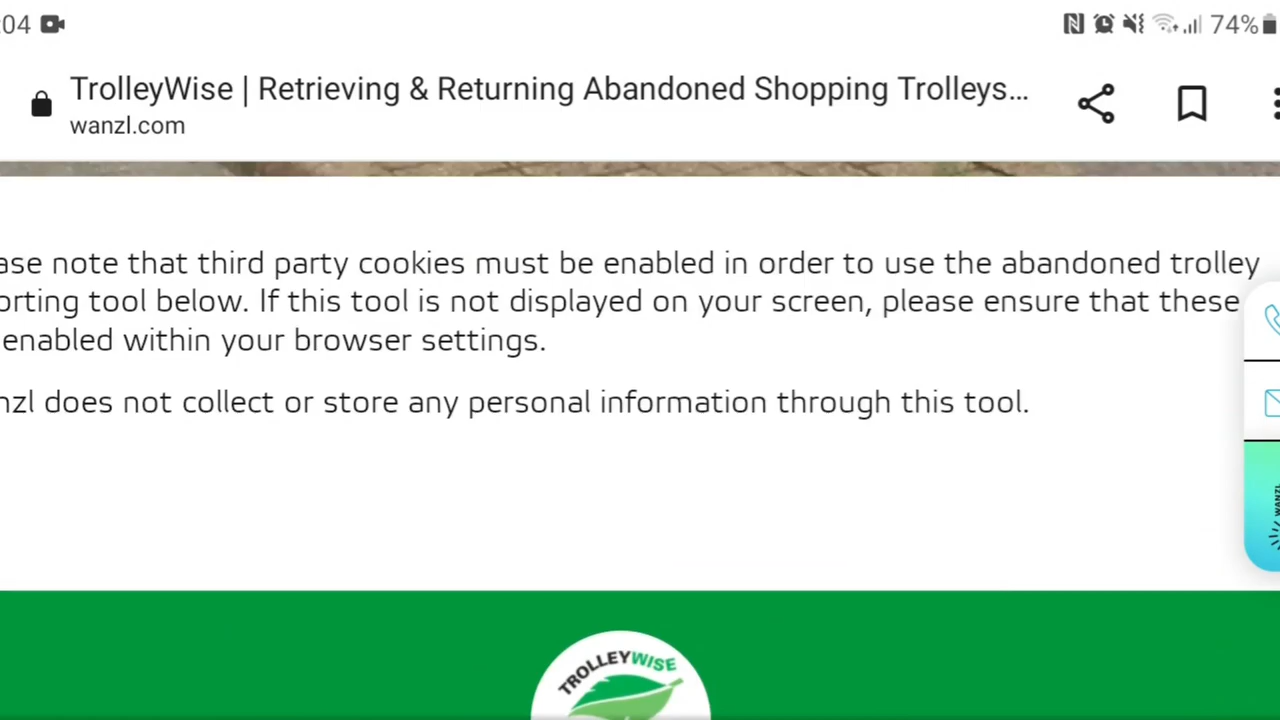 :04
74%
TrolleyWise | Retrieving & Returning Abandoned Shopping Trolleys...
wanzl.com
ase note that third party cookies must be enabled in order to use the abandoned trolley
orting tool below. If this tool is not displayed on your screen, please ensure that these
enabled within your browser settings.
nzl does not collect or store any personal information through this tool.
WANZL
TROLLEYWISE